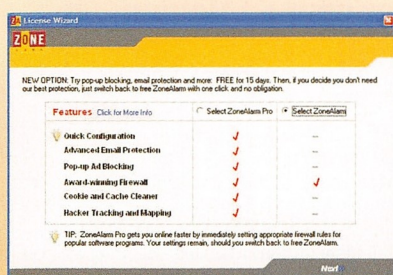 License Wizard
ZONE
LABS
NEW OPTION: Try pop-up blocking, email protection and more: FREE for 15 days. Then, if you decide you don't need
our best protection, just switch back to free ZoneAlarm with one click and no obligation.
Features Click for More Info Select ZoneAlarm Pro Select ZoneAlarm
Quick Configuration
Advanced Email Protection
Pop-up Ad Blocking
Award-winning Firewall
Cookie and Cache Cleaner
Hacker Tracking and Mapping
TIP: ZoneAlarm Pro gets you online faster by immediately setting appropriate firewall rules for
popular software programs. Your settings remain, should you switch back to free ZoneAlarm.
Next